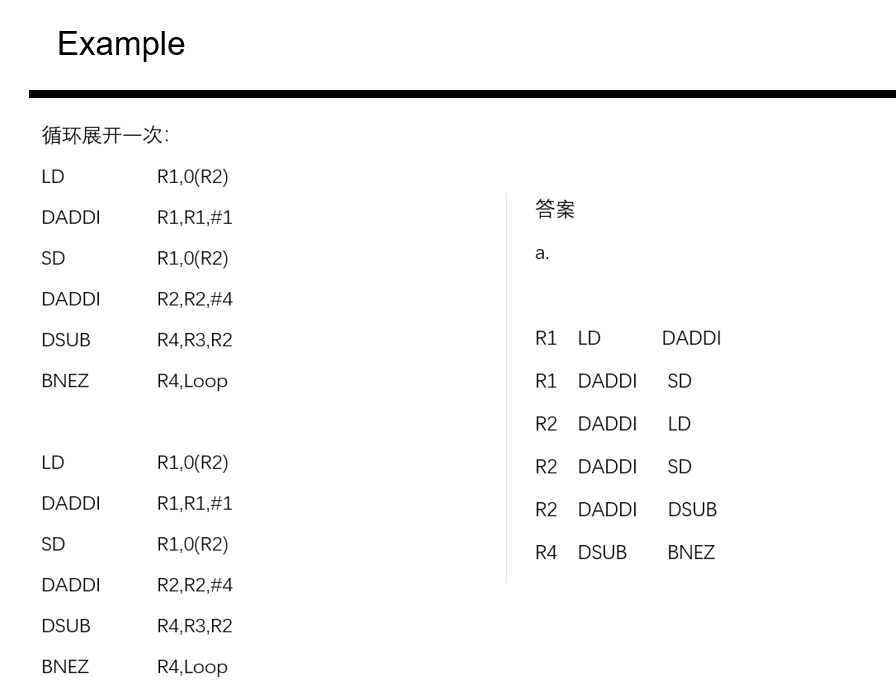 Example
循环展开一次:
LD R1,0(R2)
DADDI R1,R1,#1
SD R1,0(R2)
DADDI R2,R2,#4
DSUB R4,R3,R2
BNEZ R4,Loop
LD R1,0(R2)
DADDI R1,R1,#1
SD R1,0(R2)
DADDI R2,R2,#4
DSUB R4,R3,R2
BNEZ R4,Loop
答案
a.
R1 LD DADDI
R1 DADDI SD
R2 DADDI LD
R2 DADDI SD
R2 DADDI DSUB
R4 DSUB BNEZ